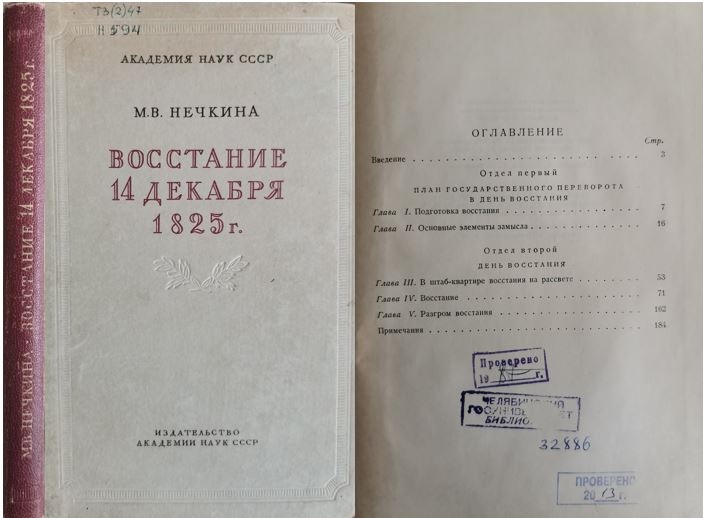 ТЗ(2)47
Н 594
АКАДЕМИЯ НАУК СССР
М.В. НЕЧКИНА
ВОССТАНИЕ
14 ДЕКАБРЯ
1825 г.
ИЗДАТЕЛЬСТВО
АКАДЕМИИ НАУК СССР
М.В. НЕЧКИНА ВОССТАНИЕ 14 ДЕКАБРЯ 1825 г.
ОГЛАВЛЕНИЕ
Стр.
Введение . . . . . . . . . . . . . . . . . . . . 3
Отдел первый
ПЛАН ГОСУДАРСТВЕННОГО ПЕРЕВОРОТА
В ДЕНЬ ВОССТАНИЯ
Глава I. Подготовка восстания . . . . . . . . . . . . . . . . 7
Глава II. Основные элементы замысла . . . . . . . . . . . . . 16
Отдел второй
ДЕНЬ ВОССТАНИЯ
Глава III. В штаб-квартире восстания на рассвете . . . . . . . . 53
Глава IV. Восстание . . . . . . . . . . . . . . . . . . . . 71
Глава V. Разгром восстания . . . . . . . . . . . . . . . . 162
Примечания . . . . . . . . . . . . . . . . . . . . . . . 184
Проверено
19 г.
БИБЛИО
32886
ПРОВЕРЕНО
20 13 г.